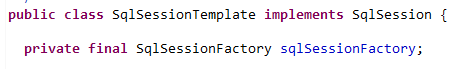 public class SqlSessionTemplate implements SqlSession {
private final SqlSessionFactory sqlSessionFactory;